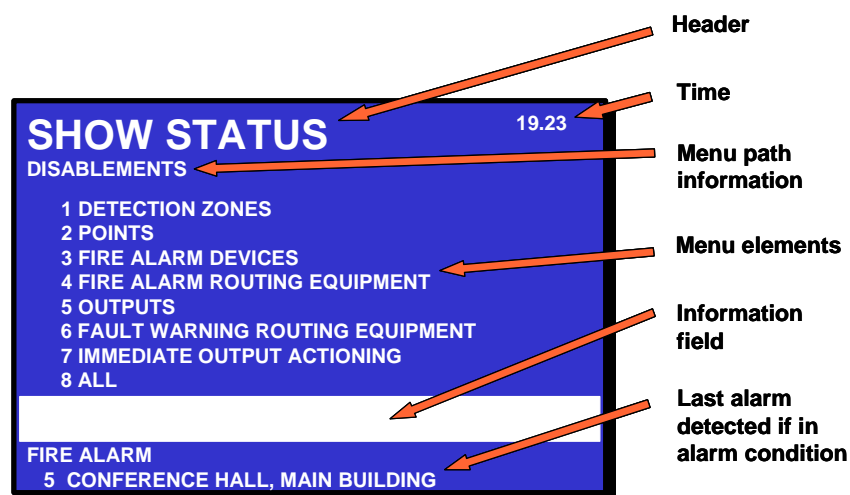 Header
Time
SHOW STATUS
19.23
DISABLEMENTS
Menu path
information
1 DETECTION ZONES
2 POINTS
3 FIRE ALARM DEVICES
4 FIRE ALARM ROUTING EQUIPMENT
5 OUTPUTS
6 FAULT WARNING ROUTING EQUIPMENT
7 IMMEDIATE OUTPUT ACTIONING
8 ALL
Menu elements
Information
field
FIRE ALARM
5 CONFERENCE HALL, MAIN BUILDING
Last alarm
detected if in
alarm condition